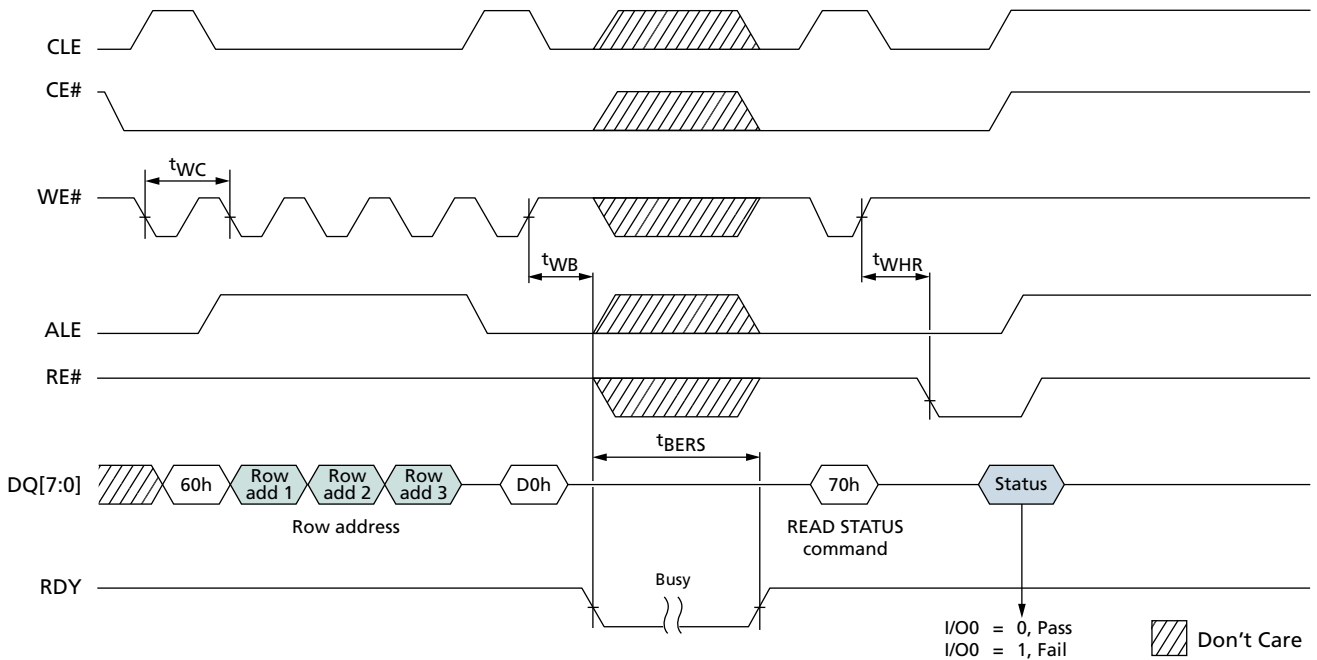 CLE
CE#
tWC
WE#
tWB
tWHR
ALE
RE#
tBERS
DQ[7:0]
60h
Row add 1
Row add 2
Row add 3
D0h
70h
Status
Row address
READ STATUS
command
RDY
Busy
I/O0 = 0, Pass
I/O0 = 1, Fail
Don't Care